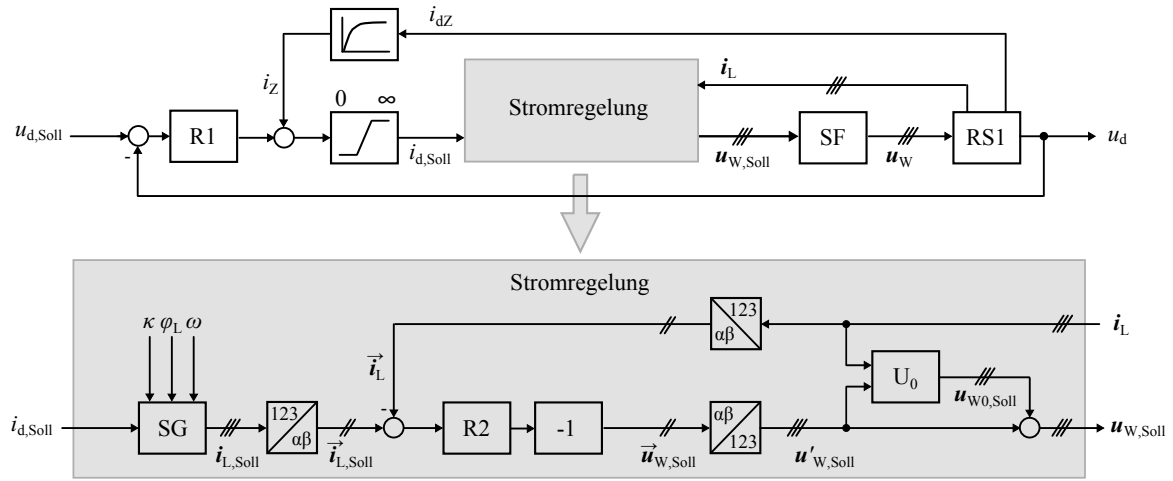 i_dZ
i_Z
0 ∞
i_L
Stromregelung
u_d,Soll
R1
SF
RS1
u_d
-
i_d,Soll
u_W,Soll
u_W
Stromregelung
κ φ_L ω
123
αβ
i_L
i_L
U_0
u_W0,Soll
i_d,Soll
SG
123
αβ
-
R2
-1
αβ
123
u_W,Soll
i_L,Soll
i_L,Soll
u_W,Soll
u'_W,Soll